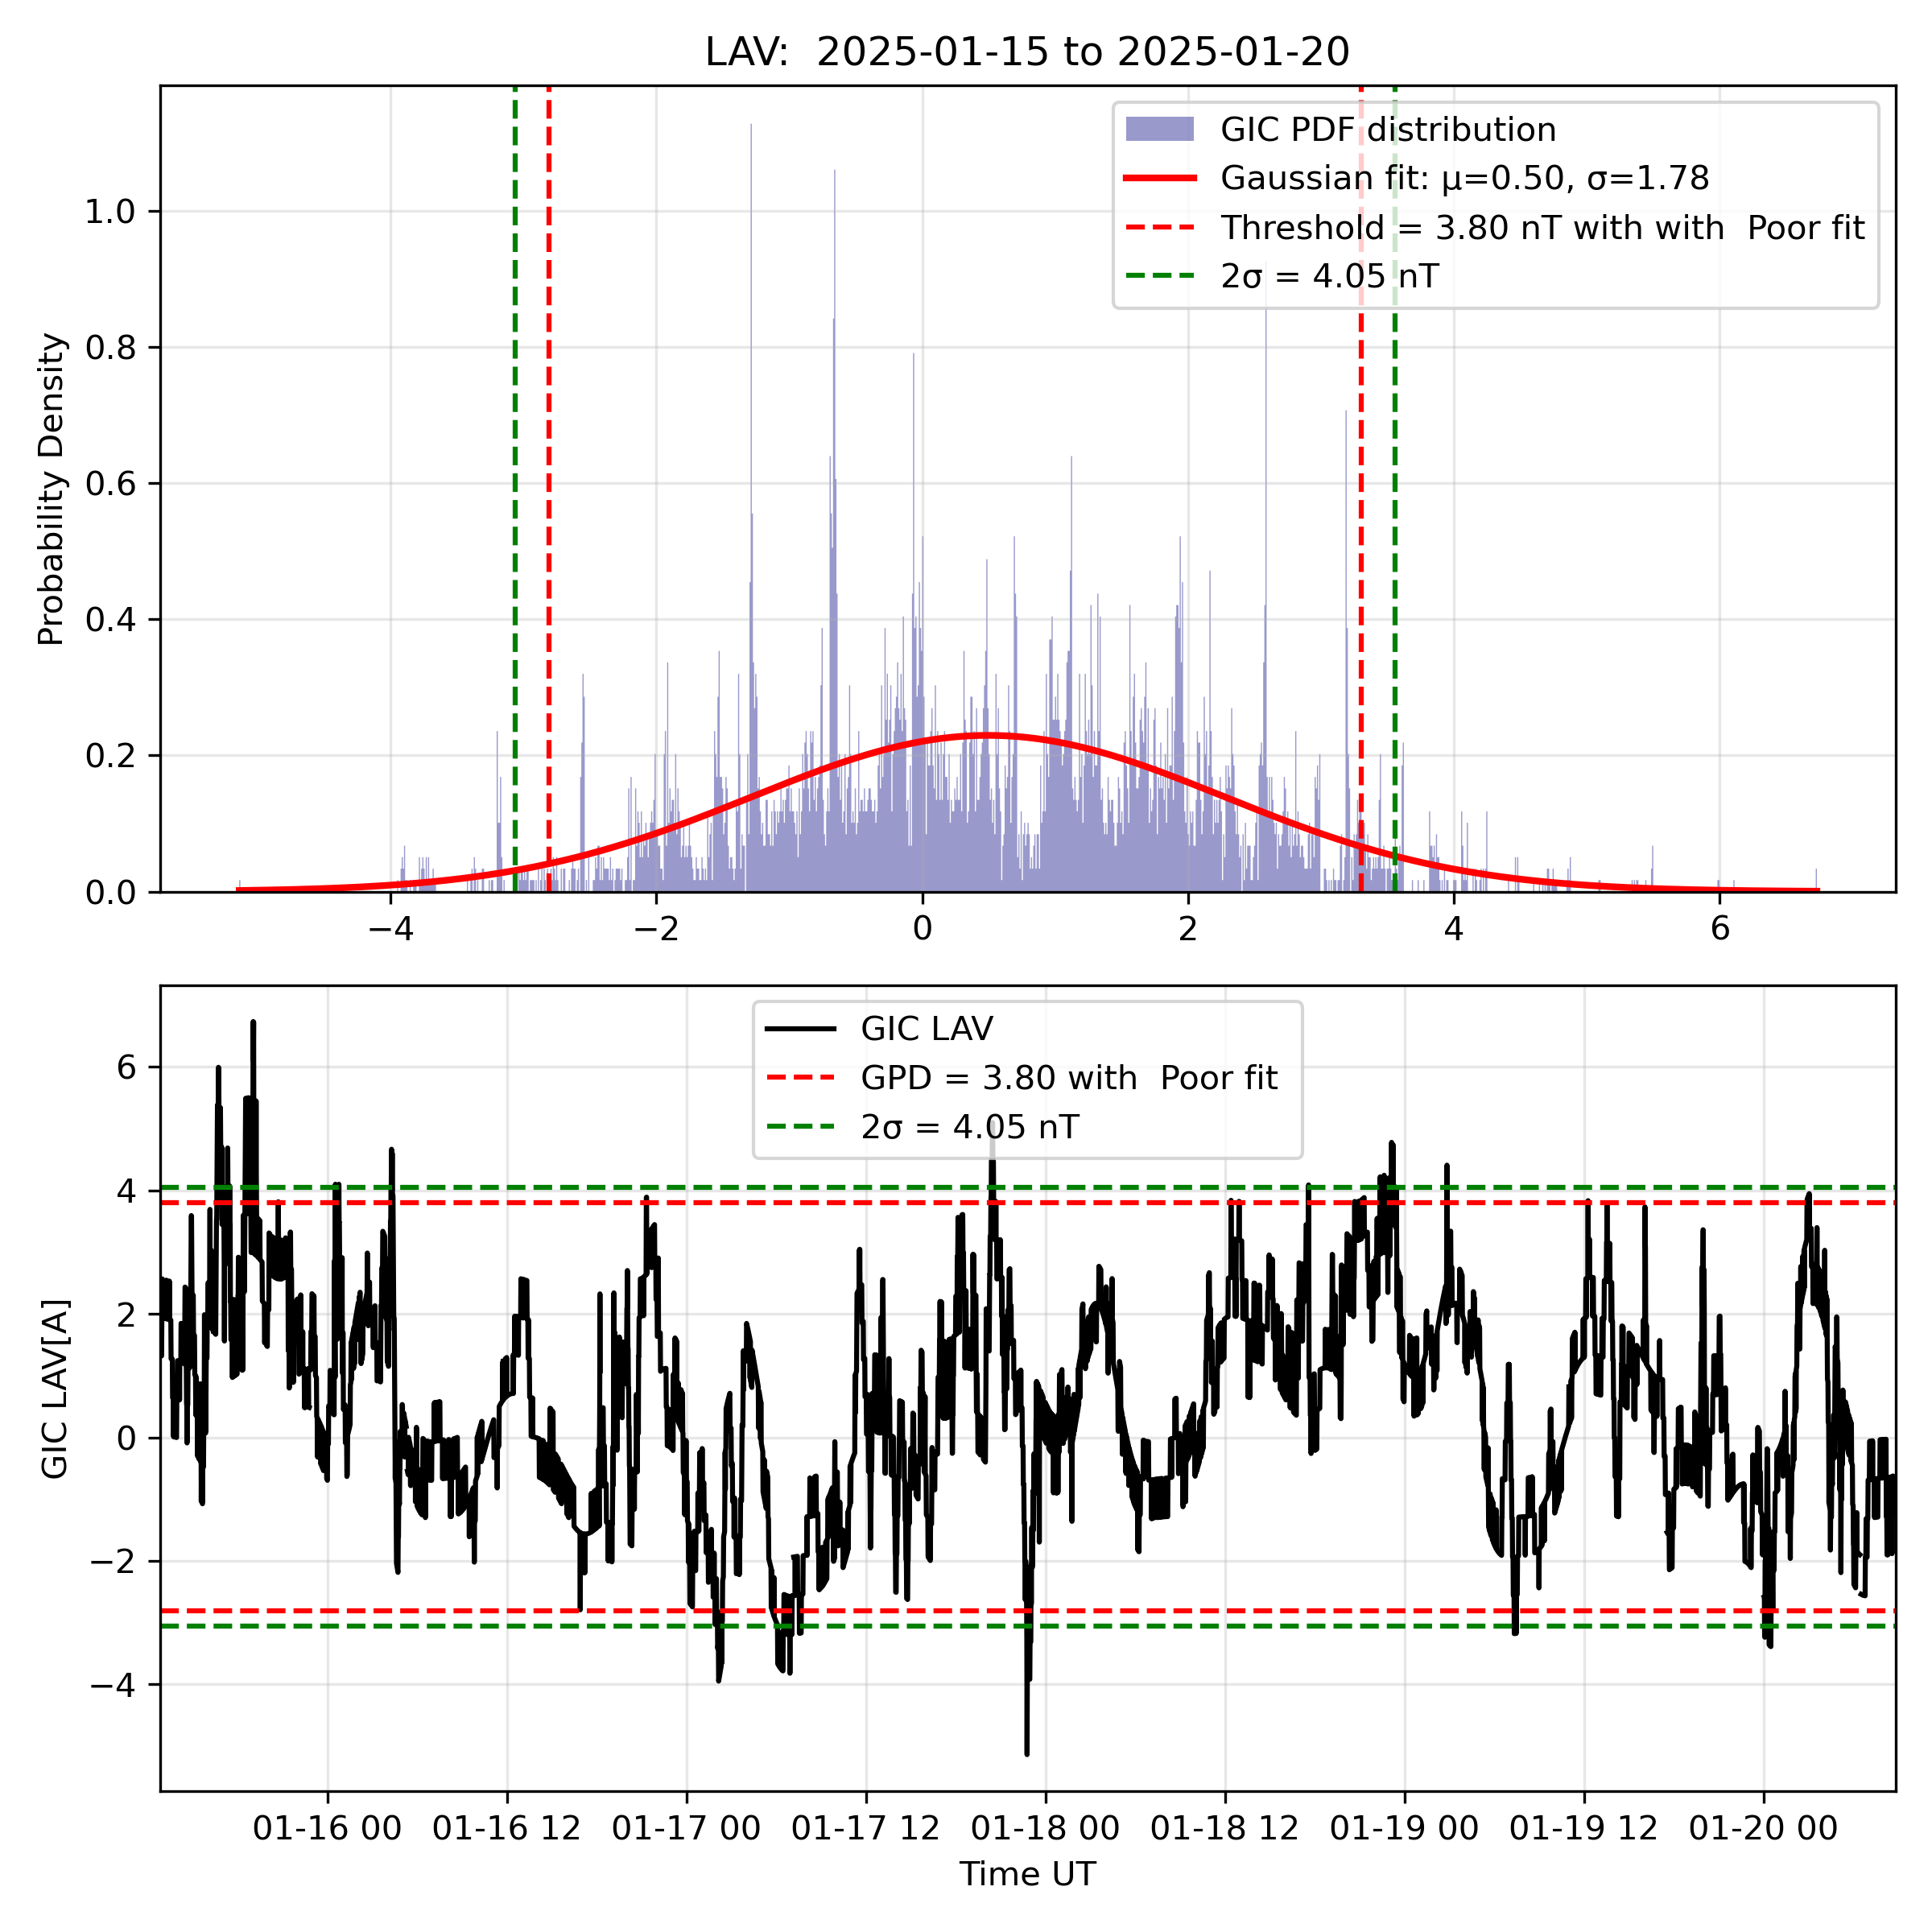 LAV:  2025-01-15 to 2025-01-20
GIC PDF distribution
Gaussian fit: μ=0.50, σ=1.78
Threshold = 3.80 nT with with  Poor fit
2σ = 4.05 nT
Probability Density
1.0
0.8
0.6
0.4
0.2
0.0
−4 −2 0 2 4 6
GIC LAV
GPD = 3.80 with  Poor fit
2σ = 4.05 nT
GIC LAV[A]
6
4
2
0
−2
−4
01-16 00 01-16 12 01-17 00 01-17 12 01-18 00 01-18 12 01-19 00 01-19 12 01-20 00
Time UT